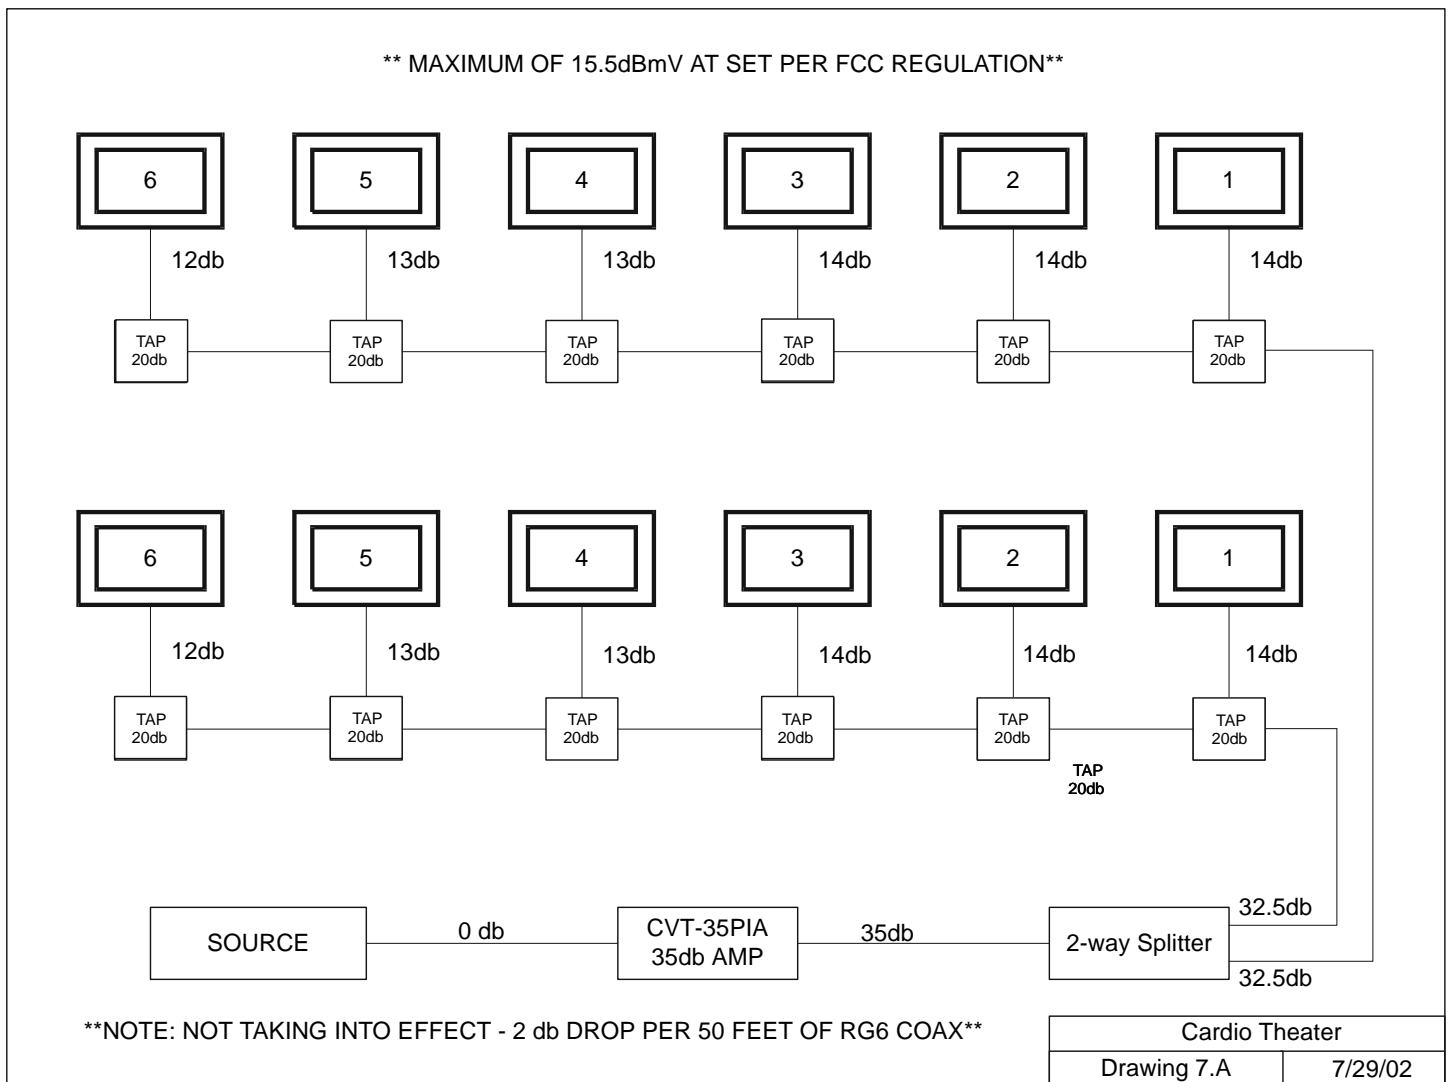 ** MAXIMUM OF 15.5dBmV AT SET PER FCC REGULATION**
6 5 4 3 2 1
12db 13db 13db 14db 14db 14db
TAP TAP TAP TAP TAP TAP
20db 20db 20db 20db 20db 20db
6 5 4 3 2 1
12db 13db 13db 14db 14db 14db
TAP TAP TAP TAP TAP TAP
20db 20db 20db 20db 20db 20db
TAP
20db
SOURCE
0 db
CVT-35PIA
35db AMP
35db
2-way Splitter
32.5db
32.5db
**NOTE: NOT TAKING INTO EFFECT - 2 db DROP PER 50 FEET OF RG6 COAX**
Cardio Theater
Drawing 7.A 7/29/02